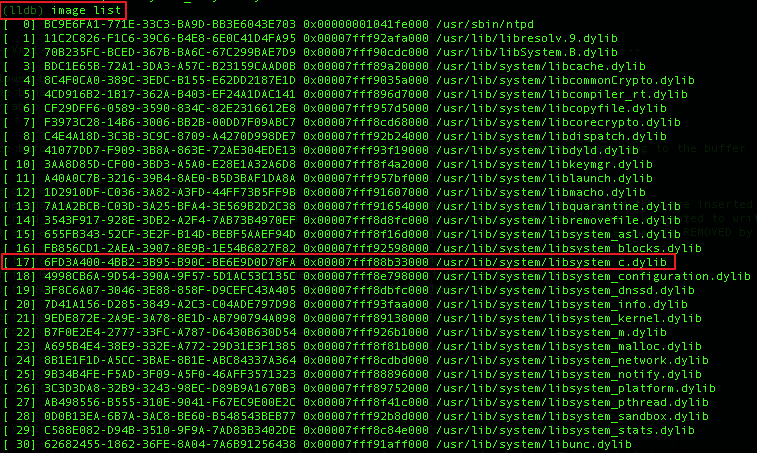 (lldb) image list
[  0] BC9E6FA1-771E-33C3-BA9D-BB3E6043E703 0x00000001041fe000 /usr/sbin/ntpd
[  1] 11C2C826-F1C6-39C6-B4E8-6E0C41D4FA95 0x00007fff92afa000 /usr/lib/libresolv.9.dylib
[  2] 70B235FC-BCED-367B-BA6C-67C299BAE7D9 0x00007fff90cdc000 /usr/lib/libSystem.B.dylib
[  3] BDC1E65B-72A1-3DA3-A57C-B23159CAAD0B 0x00007fff89a20000 /usr/lib/system/libcache.dylib
[  4] 8C4F0CA0-389C-3EDC-B155-E62DD2187E1D 0x00007fff9035a000 /usr/lib/system/libcommonCrypto.dylib
[  5] 4CD916B2-1B17-362A-B403-EF24A1DAC141 0x00007fff896d7000 /usr/lib/system/libcompiler_rt.dylib
[  6] CF29DFF6-0589-3590-834C-82E2316612E8 0x00007fff957d5000 /usr/lib/system/libcopyfile.dylib
[  7] F3973C28-14B6-3006-BB2B-00DD7F09ABC7 0x00007fff8cd68000 /usr/lib/system/libcorecrypto.dylib
[  8] C4E4A18D-3C3B-3C9C-8709-A4270D998DE7 0x00007fff92b24000 /usr/lib/system/libdispatch.dylib
[  9] 41077DD7-F909-3B8A-863E-72AE304EDE13 0x00007fff93f19000 /usr/lib/system/libdyld.dylib
[ 10] 3AA8D85D-CF00-3BD3-A5A0-E28E1A32A6D8 0x00007fff8f4a2000 /usr/lib/system/libkeymgr.dylib
[ 11] A40A0C7B-3216-39B4-8AE0-B5D3BAF1DA8A 0x00007fff957bf000 /usr/lib/system/liblaunch.dylib
[ 12] 1D2910DF-C036-3A82-A3FD-44FF73B5FF9B 0x00007fff91607000 /usr/lib/system/libmacho.dylib
[ 13] 7A1A2BCB-C03D-3A25-BFA4-3E569B2D2C38 0x00007fff91654000 /usr/lib/system/libquarantine.dylib
[ 14] 3543F917-928E-3DB2-A2F4-7AB73B4970EF 0x00007fff8d8fc000 /usr/lib/system/libremovefile.dylib
[ 15] 655FB343-52CF-3E2F-B14D-BEBF5AAEF94D 0x00007fff8f16d000 /usr/lib/system/libsystem_asl.dylib
[ 16] FB856CD1-2AEA-3907-8E9B-1E54B6827F82 0x00007fff92598000 /usr/lib/system/libsystem_blocks.dylib
[ 17] 6FD3A400-4BB2-3B95-B90C-BE6E9D0D78FA 0x00007fff88b33000 /usr/lib/system/libsystem_c.dylib
[ 18] 4998CB6A-9D54-390A-9F57-5D1AC53C135C 0x00007fff8e798000 /usr/lib/system/libsystem_configuration.dylib
[ 19] 3F8C6A07-3046-3E88-858F-D9CEFC43A405 0x00007fff8dbfc000 /usr/lib/system/libsystem_dnssd.dylib
[ 20] 7D41A156-D285-3849-A2C3-C04ADE797D98 0x00007fff93faa000 /usr/lib/system/libsystem_info.dylib
[ 21] 9EDE872E-2A9E-3A78-8E1D-AB790794A098 0x00007fff89138000 /usr/lib/system/libsystem_kernel.dylib
[ 22] B7F0E2E4-2777-33FC-A787-D6430B630D54 0x00007fff926b1000 /usr/lib/system/libsystem_m.dylib
[ 23] A695B4E4-38E9-332E-A772-29D31E3F1385 0x00007fff8f81b000 /usr/lib/system/libsystem_malloc.dylib
[ 24] 8B1E1F1D-A5CC-3BAE-8B1E-ABC84337A364 0x00007fff8cdbd000 /usr/lib/system/libsystem_network.dylib
[ 25] 9B34B4FE-F5AD-3F09-A5F0-46AFF3571323 0x00007fff88896000 /usr/lib/system/libsystem_notify.dylib
[ 26] 3C3D3DA8-32B9-3243-98EC-D89B9A1670B3 0x00007fff89752000 /usr/lib/system/libsystem_platform.dylib
[ 27] AB498556-B555-310E-9041-F67EC9E00E2C 0x00007fff8f41c000 /usr/lib/system/libsystem_pthread.dylib
[ 28] 0D0B13EA-6B7A-3AC8-BE60-B548543BEB77 0x00007fff92b8d000 /usr/lib/system/libsystem_sandbox.dylib
[ 29] C588E082-D94B-3510-9F9A-7AD83B3402DE 0x00007fff8c84e000 /usr/lib/system/libsystem_stats.dylib
[ 30] 62682455-1862-36FE-8A04-7A6B91256438 0x00007fff91aff000 /usr/lib/system/libunc.dylib